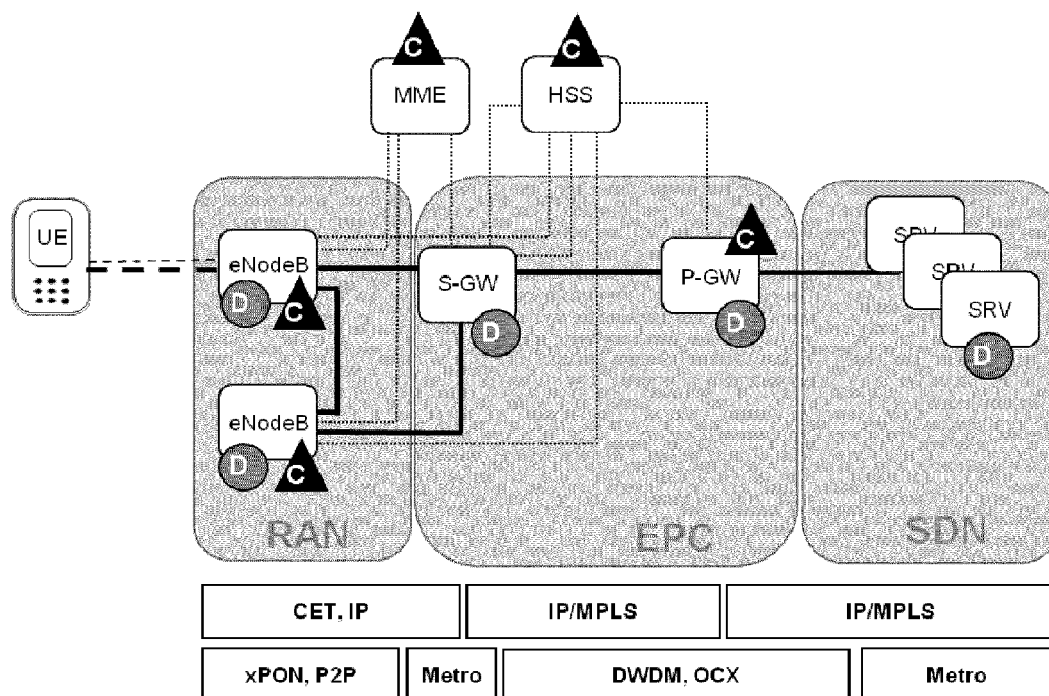 C
C
MME
HSS
UE
eNodeB
D
C
S-GW
D
C
P-GW
D
SRV
SRV
SRV
D
eNodeB
D
C
RAN
EPC
SDN
CET, IP
IP/MPLS
IP/MPLS
xPON, P2P
Metro
DWDM, OCX
Metro